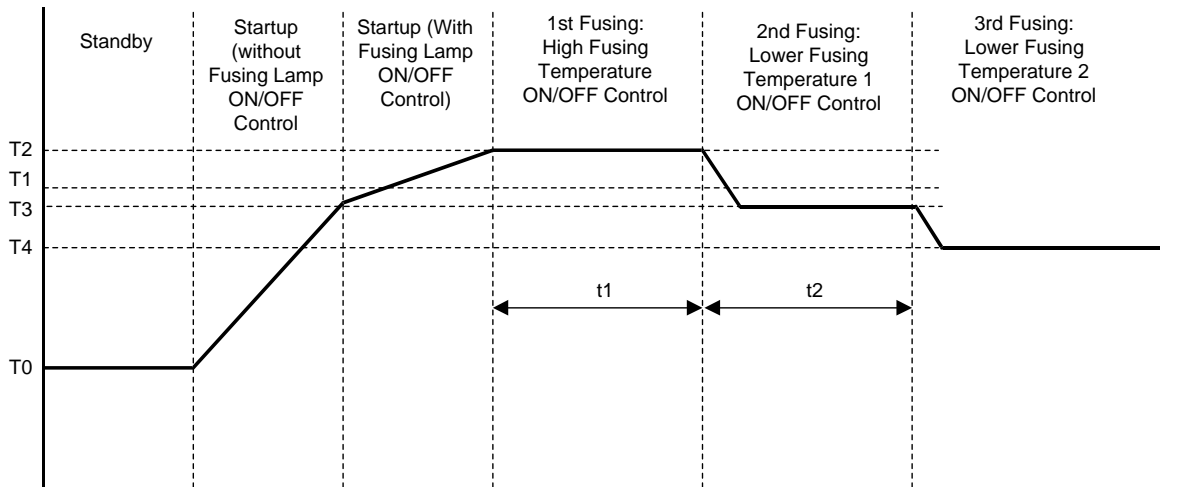 Standby
Startup
(without
Fusing Lamp
ON/OFF
Control
Startup (With
Fusing Lamp
ON/OFF
Control)
1st Fusing:
High Fusing
Temperature
ON/OFF Control
2nd Fusing:
Lower Fusing
Temperature 1
ON/OFF Control
3rd Fusing:
Lower Fusing
Temperature 2
ON/OFF Control
T2
T1
T3
T4
t1
t2
T0